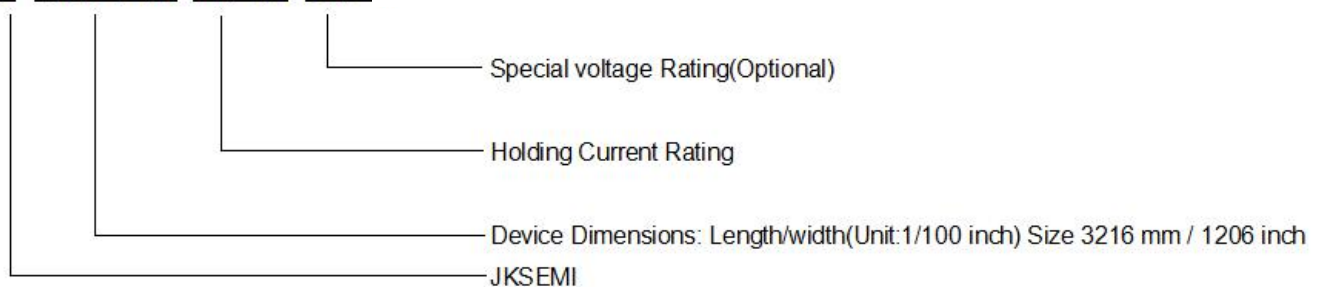 Special voltage Rating(Optional)
Holding Current Rating
Device Dimensions: Length/width(Unit:1/100 inch) Size 3216 mm / 1206 inch
JKSEMI